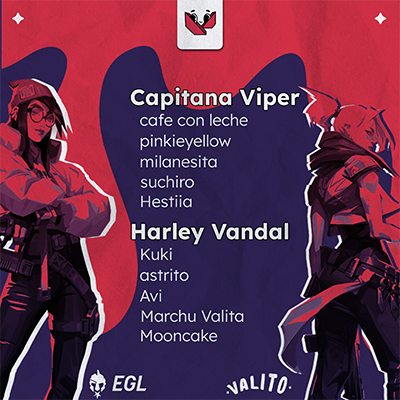 Capitana Viper
cafe con leche
pinkieyellow
milanesita
suchiro
Hestiia
Harley Vandal
Kuki
astrito
Avi
Marchu Valita
Mooncake
EGL
VALITO